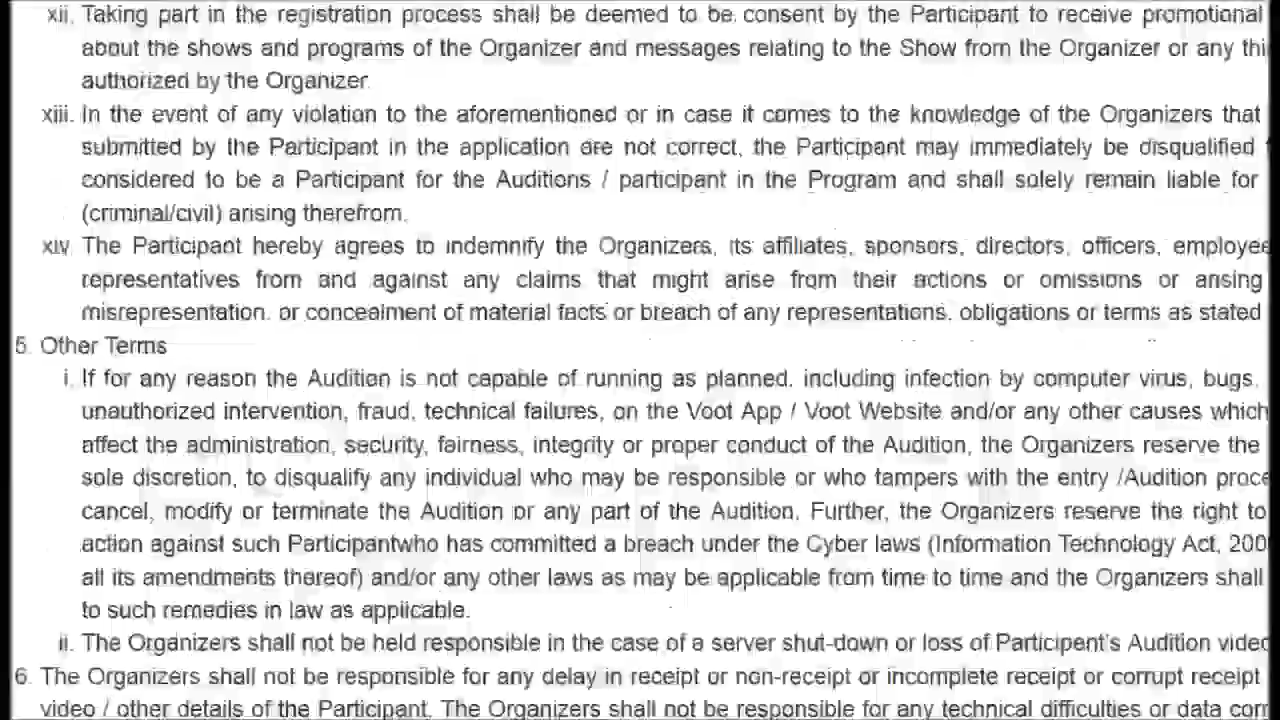 xii. Taking part in the registration process shall be deemed to be consent by the Participant to receive promotional
about the shows and programs of the Organizer and messages relating to the Show from the Organizer or any
authorized by the Organizer.
xiii. In the event of any violation to the aforementioned or in case it comes to the knowledge of the Organizers that
submitted by the Participant in the application are not correct, the Participant may immediately be disqualified
considered to be a Participant for the Auditions / participant in the Program and shall solely remain liable for
(criminal/civil) arising therefrom.
xiv. The Participant hereby agrees to indemnify the Organizers, its affiliates, sponsors, directors, officers,
representatives from and against any claims that might arise from their actions or omissions or arising
misrepresentation, or concealment of material facts or breach of any representations, obligations or terms as stated
5. Other Terms
i. If for any reason the Audition is not capable of running as planned, including infection by computer virus, bugs,
unauthorized intervention, fraud, technical failures, on the Voot App / Voot Website and/or any other causes which
affect the administration, security, fairness, integrity or proper conduct of the Audition, the Organizers reserve the
sole discretion, to disqualify any individual who may be responsible or who tampers with the entry /Audition
cancel, modify or terminate the Audition or any part of the Audition. Further, the Organizers reserve the right to
action against such Participantwho has committed a breach under the Cyber laws (Information Technology Act,
all its amendments thereof) and/or any other laws as may be applicable from time to time and the Organizers shall
to such remedies in law as applicable.
ii. The Organizers shall not be held responsible in the case of a server shut-down or loss of Participant's Audition
6. The Organizers shall not be responsible for any delay in receipt or non-receipt or incomplete receipt or corrupt receipt
video / other details of the Participant. The Organizers shall not be responsible for any technical difficulties or data